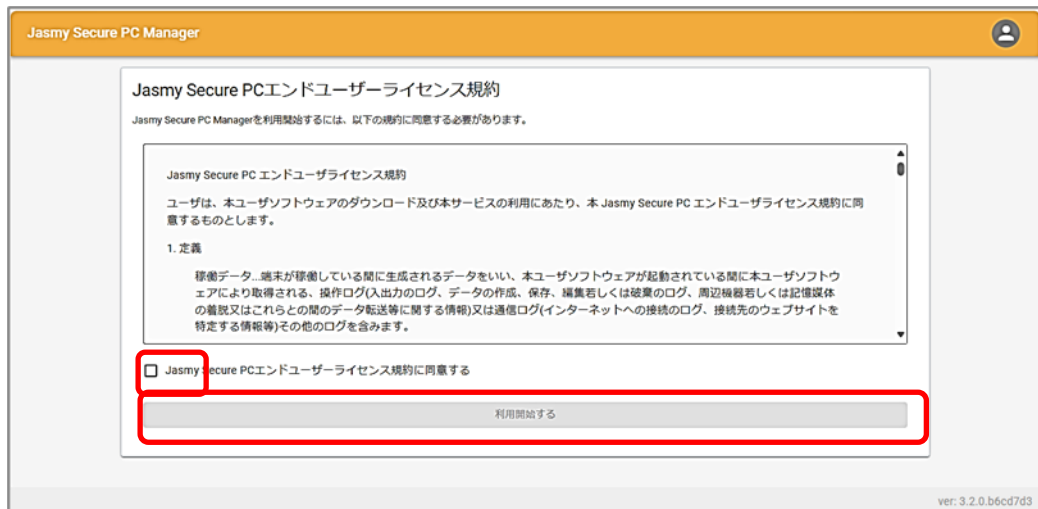 Jasmy Secure PC Manager
Jasmy Secure PCエンドユーザーライセンス規約
Jasmy Secure PC Managerを利用開始するには、以下の規約に同意する必要があります。
Jasmy Secure PC エンドユーザライセンス規約
ユーザは、本ユーザソフトウェアのダウンロード及び本サービスの利用にあたり、本 Jasmy Secure PC エンドユーザライセンス規約に同
意するものとします。
1. 定義
稼働データ...端末が稼働している間に生成されるデータをいい、本ユーザソフトウェアが起動されている間に本ユーザソフトウ
ェアにより取得される、操作ログ(入出力のログ、データの作成、保存、編集若しくは破棄のログ、周辺機器若しくは記憶媒体
の着脱又はこれらとの間のデータ転送等に関する情報)又は通信ログ(インターネットへの接続のログ、接続先のウェブサイトを
特定する情報等)その他のログを含みます。
Jasmy Secure PCエンドユーザーライセンス規約に同意する
利用開始する
ver: 3.2.0.b6cd7d3